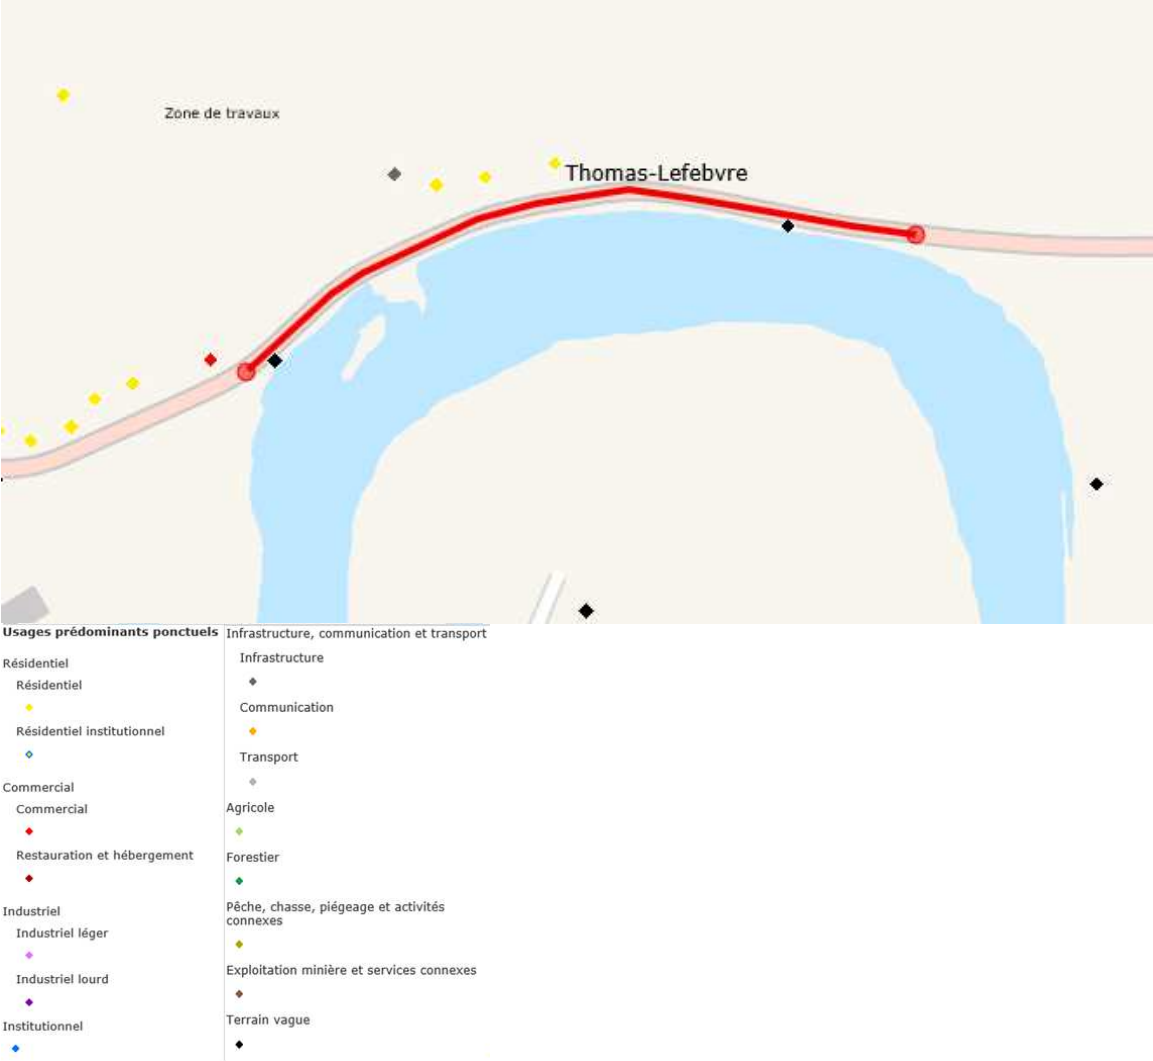 Zone de travaux
Thomas-Lefebvre
Usages prédominants ponctuels
Résidentiel
Résidentiel
Résidentiel institutionnel
Commercial
Commercial
Restauration et hébergement
Industriel
Industriel léger
Industriel lourd
Institutionnel
Infrastructure, communication et transport
Infrastructure
Communication
Transport
Agricole
Forestier
Pêche, chasse, piégeage et activités
connexes
Exploitation minière et services connexes
Terrain vague